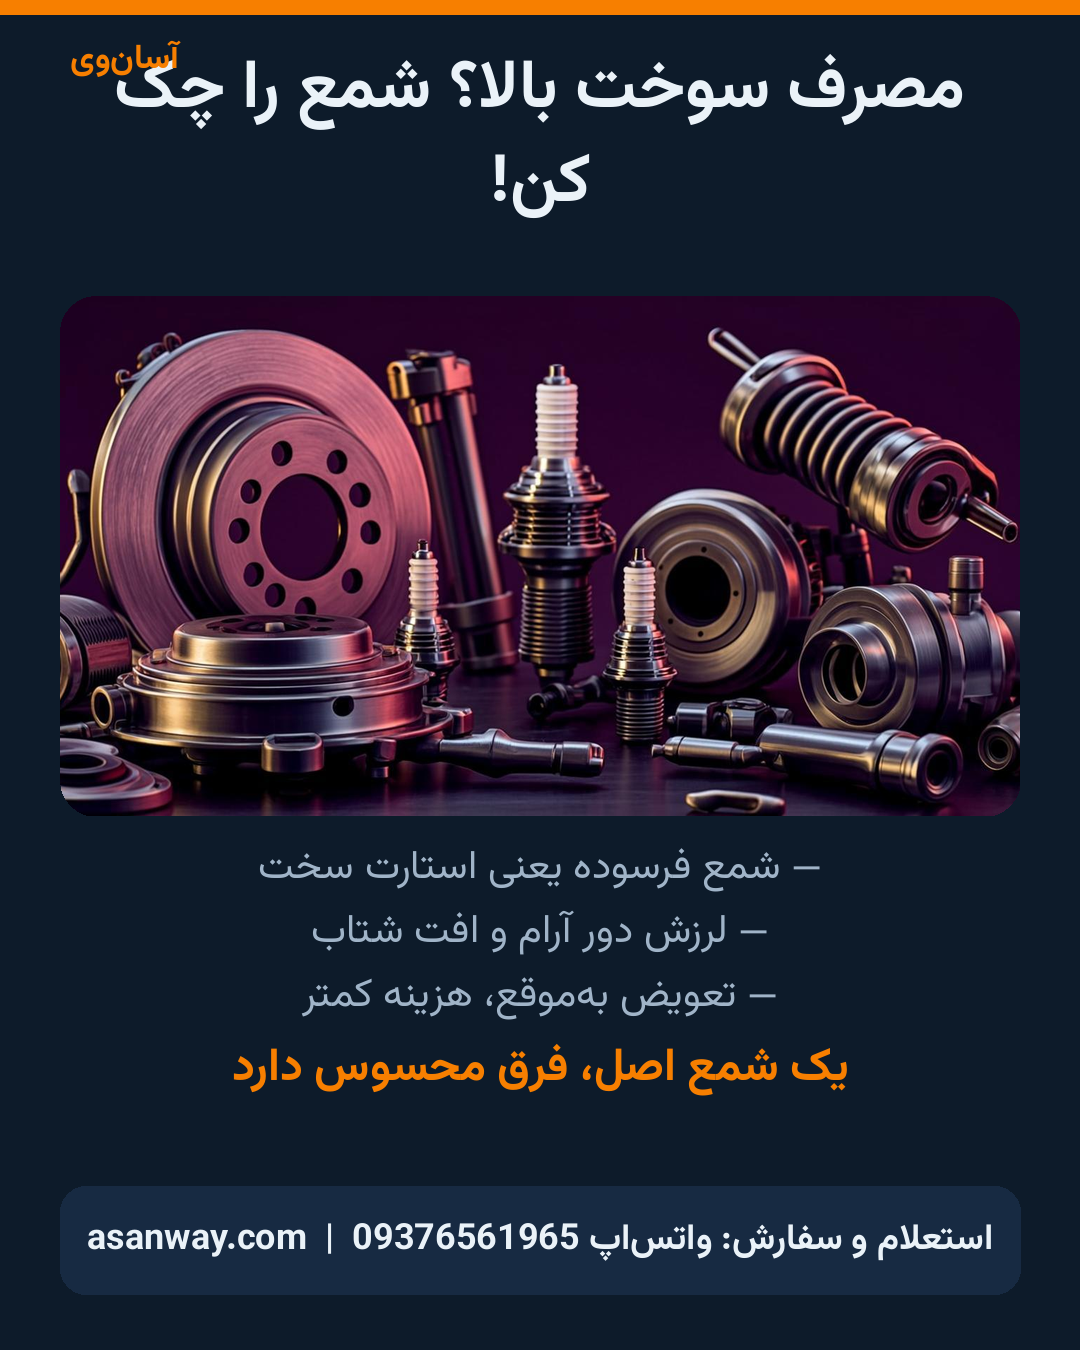 آسان‌وی
مصرف سوخت بالا؟ شمع را چک
کن!
– شمع فرسوده یعنی استارت سخت
– لرزش دور آرام و افت شتاب
– تعویض به‌موقع، هزینه کمتر
یک شمع اصل، فرق محسوس دارد
استعلام و سفارش: واتس‌اپ 09376561965 | asanway.com